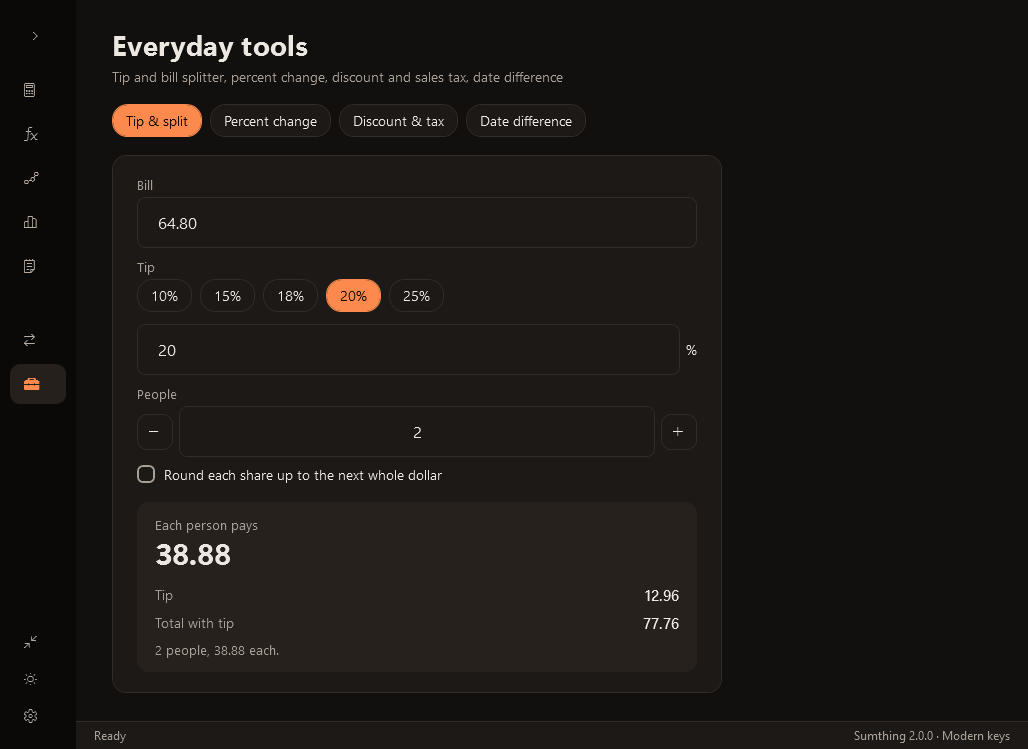 Everyday tools
Tip and bill splitter, percent change, discount and sales tax, date difference
Tip & split
Percent change
Discount & tax
Date difference
Bill
64.80
Tip
10%
15%
18%
20%
25%
20
%
People
−
2
+
Round each share up to the next whole dollar
Each person pays
38.88
Tip
12.96
Total with tip
77.76
2 people, 38.88 each.
Ready
Sumthing 2.0.0 · Modern keys